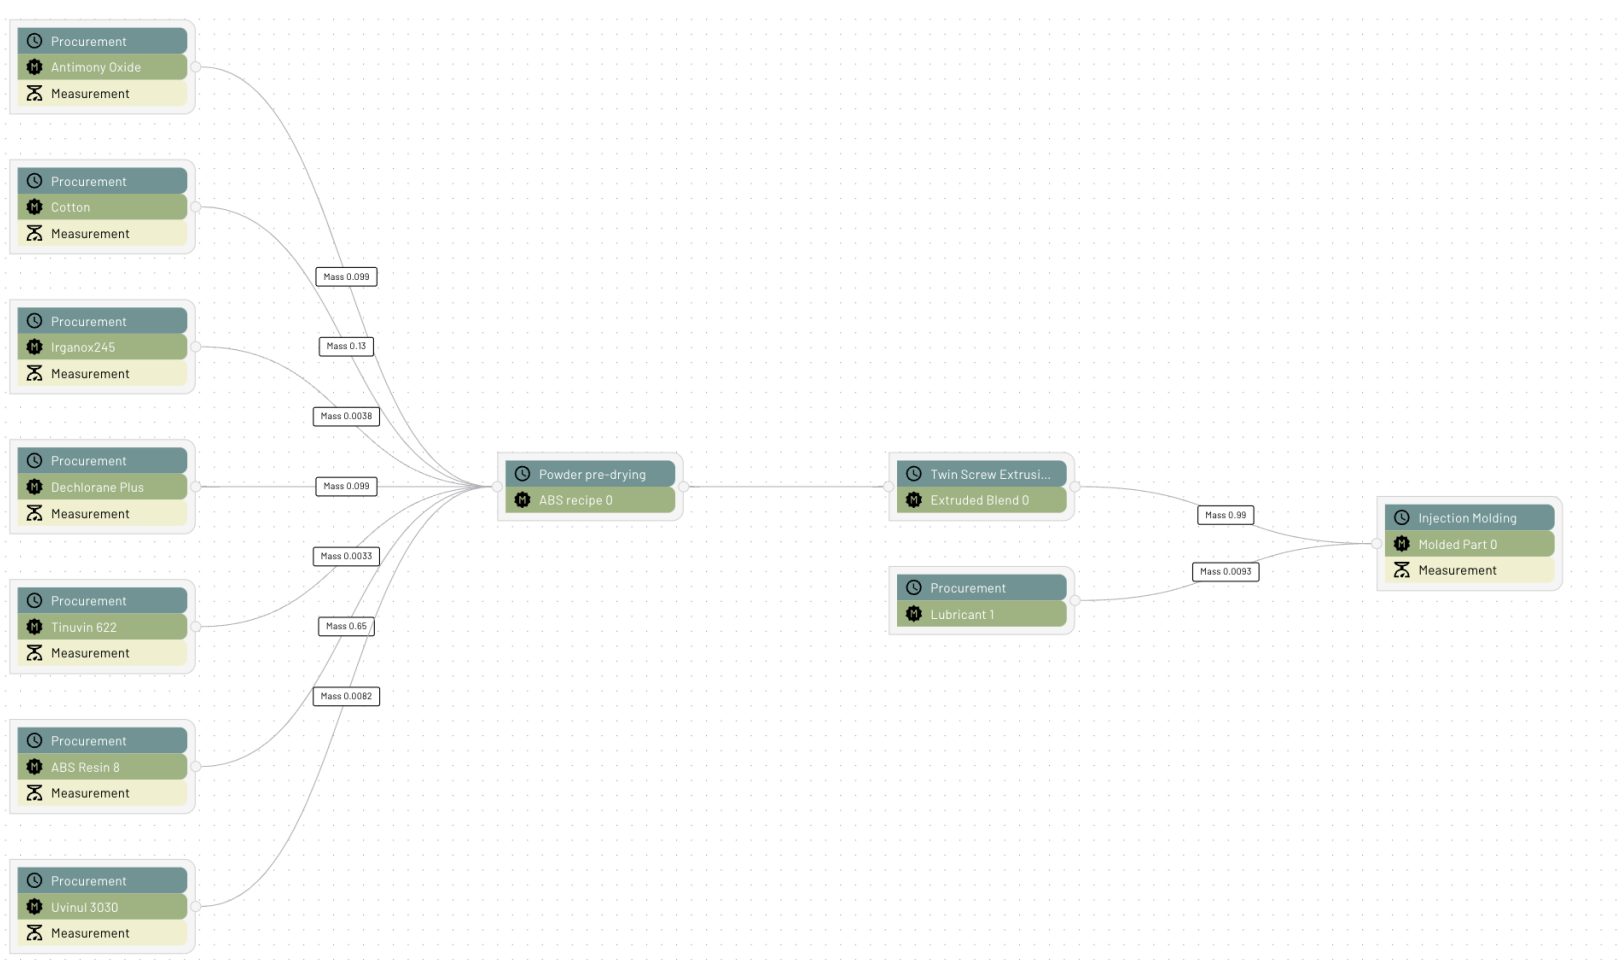 Procurement
Antimony Oxide
Measurement
Procurement
Cotton
Measurement
Procurement
Irganox245
Measurement
Procurement
Dechlorane Plus
Measurement
Procurement
Tinuvin 622
Measurement
Procurement
ABS Resin 8
Measurement
Procurement
Uvinul 3030
Measurement
Mass 0.099
Mass 0.13
Mass 0.0038
Mass 0.099
Mass 0.0033
Mass 0.65
Mass 0.0082
Powder pre-drying
ABS recipe 0
Twin Screw Extrusi...
Extruded Blend 0
Procurement
Lubricant 1
Mass 0.99
Mass 0.0093
Injection Molding
Molded Part 0
Measurement